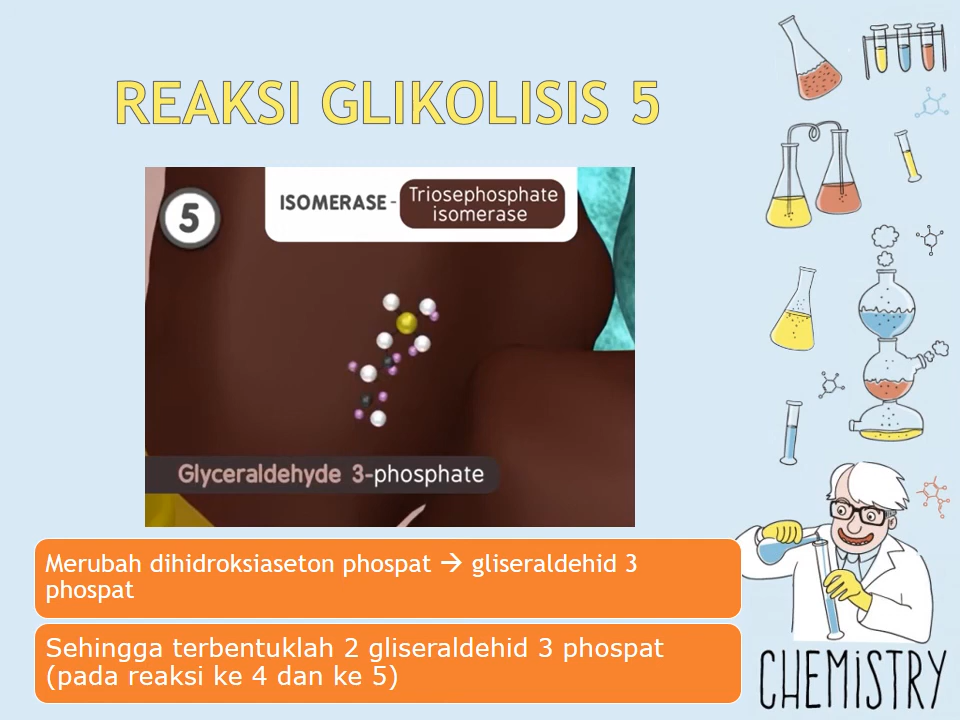 REAKSI GLIKOLISIS 5
5
ISOMERASE - Triosephosphate
isomerase
Glyceraldehyde 3-phosphate
Merubah dihidroksiaseton phospat → gliseraldehid 3
phospat
Sehingga terbentuklah 2 gliseraldehid 3 phospat
(pada reaksi ke 4 dan ke 5)
CHEMiSTRY